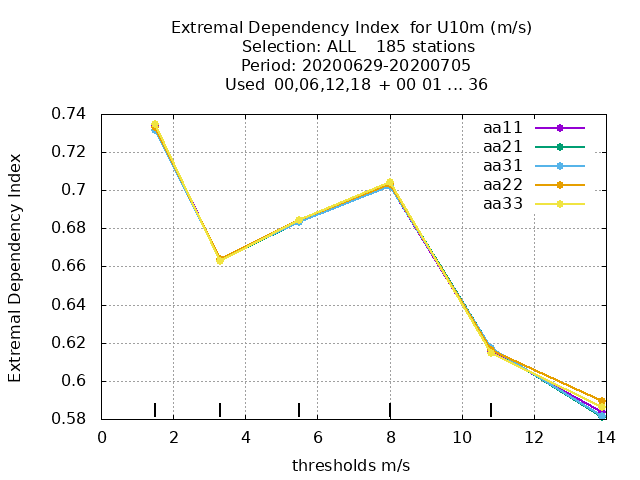 Extremal Dependency Index  for U10m (m/s)
Selection: ALL    185 stations
Period: 20200629-20200705
Used  00,06,12,18  + 00 01 ... 36
aa11
aa21
aa31
aa22
aa33
0.74
0.72
0.7
0.68
0.66
0.64
0.62
0.6
0.58
Extremal Dependency Index
0 2 4 6 8 10 12 14
thresholds m/s